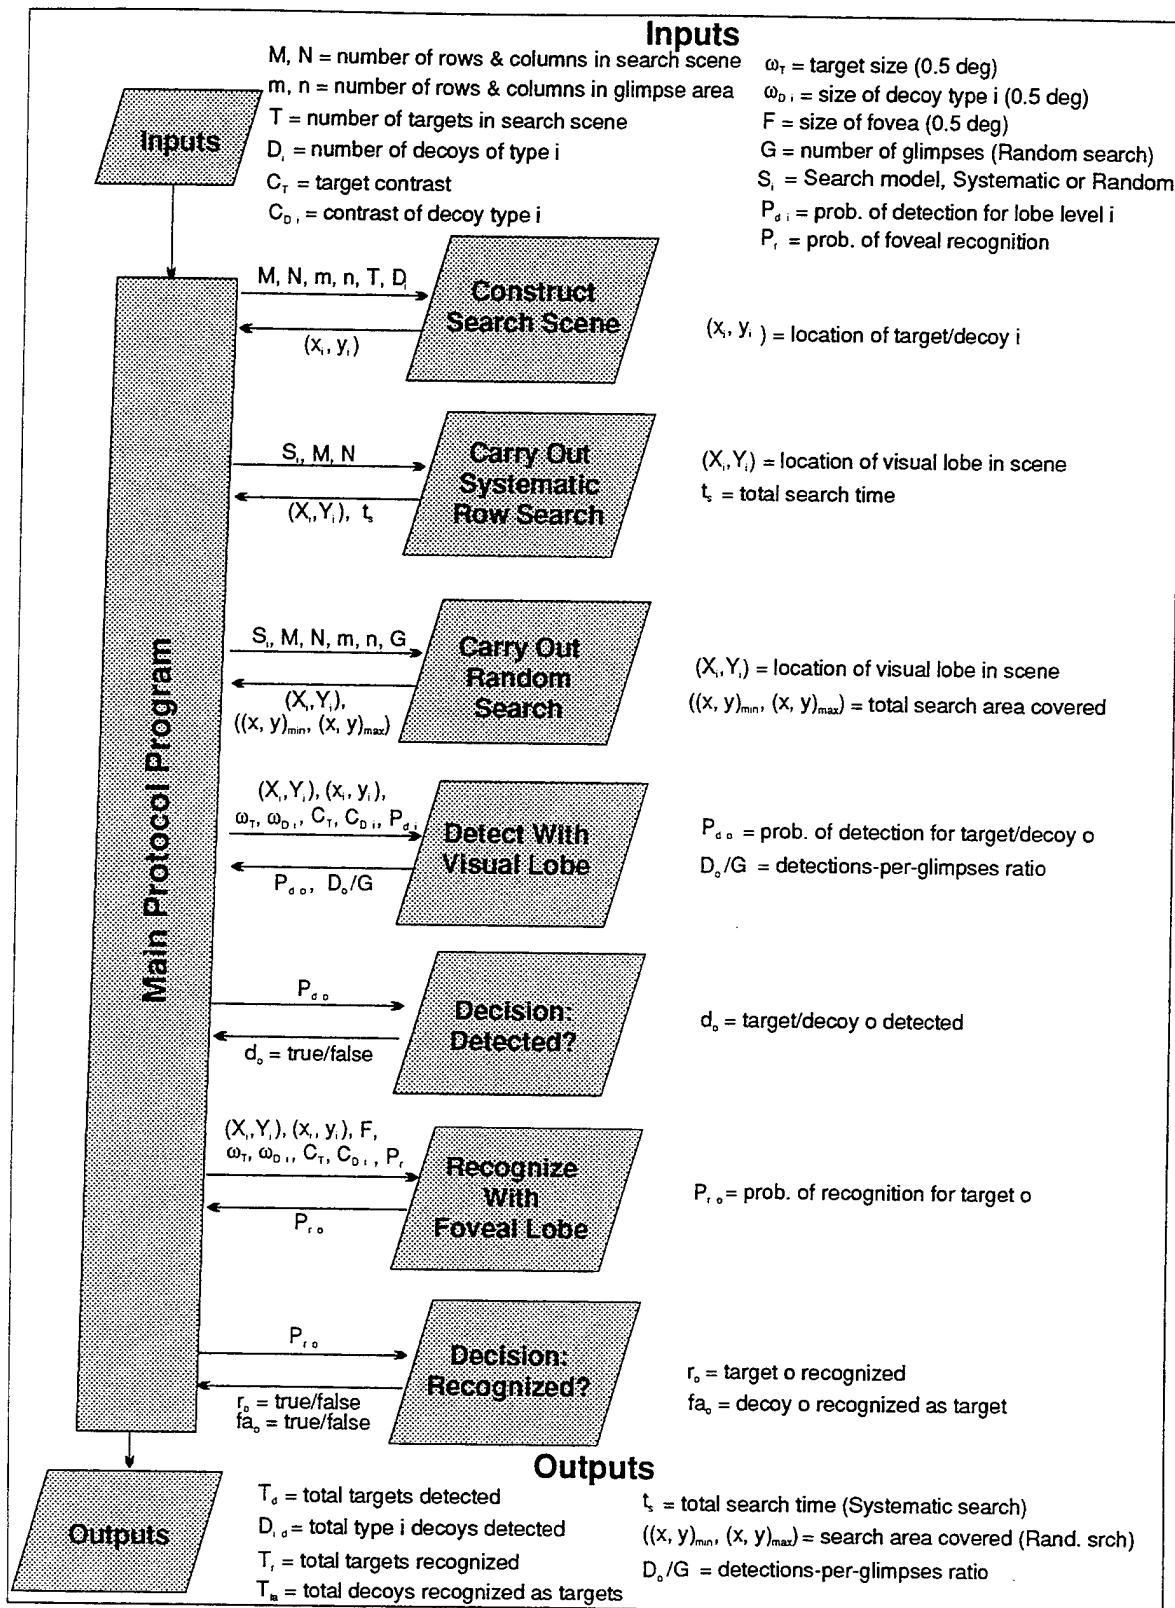 Inputs
M, N = number of rows & columns in search scene
m, n = number of rows & columns in glimpse area
T = number of targets in search scene
D_i = number of decoys of type i
C_T = target contrast
C_D i = contrast of decoy type i
ω_T = target size (0.5 deg)
ω_D i = size of decoy type i (0.5 deg)
F = size of fovea (0.5 deg)
G = number of glimpses (Random search)
S_i = Search model, Systematic or Random
P_d i = prob. of detection for lobe level i
P_r = prob. of foveal recognition
Inputs
Main Protocol Program
M, N, m, n, T, D_i
(x_i, y_i)
Construct
Search Scene
(x_i, y_i) = location of target/decoy i
S_i, M, N
(X_i, Y_i), t_s
Carry Out
Systematic
Row Search
(X_i, Y_i) = location of visual lobe in scene
t_s = total search time
S_i, M, N, m, n, G
(X_i, Y_i),
((x, y)_min, (x, y)_max)
Carry Out
Random
Search
(X_i, Y_i) = location of visual lobe in scene
((x, y)_min, (x, y)_max) = total search area covered
(X_i, Y_i), (x_i, y_i),
ω_T, ω_D i, C_T, C_D i, P_d i
P_d o, D_o/G
Detect With
Visual Lobe
P_d o = prob. of detection for target/decoy o
D_o/G = detections-per-glimpses ratio
P_d o
d_o = true/false
Decision:
Detected?
d_o = target/decoy o detected
(X_i, Y_i), (x_i, y_i), F,
ω_T, ω_D i, C_T, C_D i, P_r
P_r o
Recognize
With
Foveal Lobe
P_r o = prob. of recognition for target o
P_r o
r_o = true/false
fa_o = true/false
Decision:
Recognized?
r_o = target o recognized
fa_o = decoy o recognized as target
Outputs
Outputs
T_d = total targets detected
D_i d = total type i decoys detected
T_r = total targets recognized
T_fa = total decoys recognized as targets
t_s = total search time (Systematic search)
((x, y)_min, (x, y)_max) = search area covered (Rand. srch)
D_o/G = detections-per-glimpses ratio